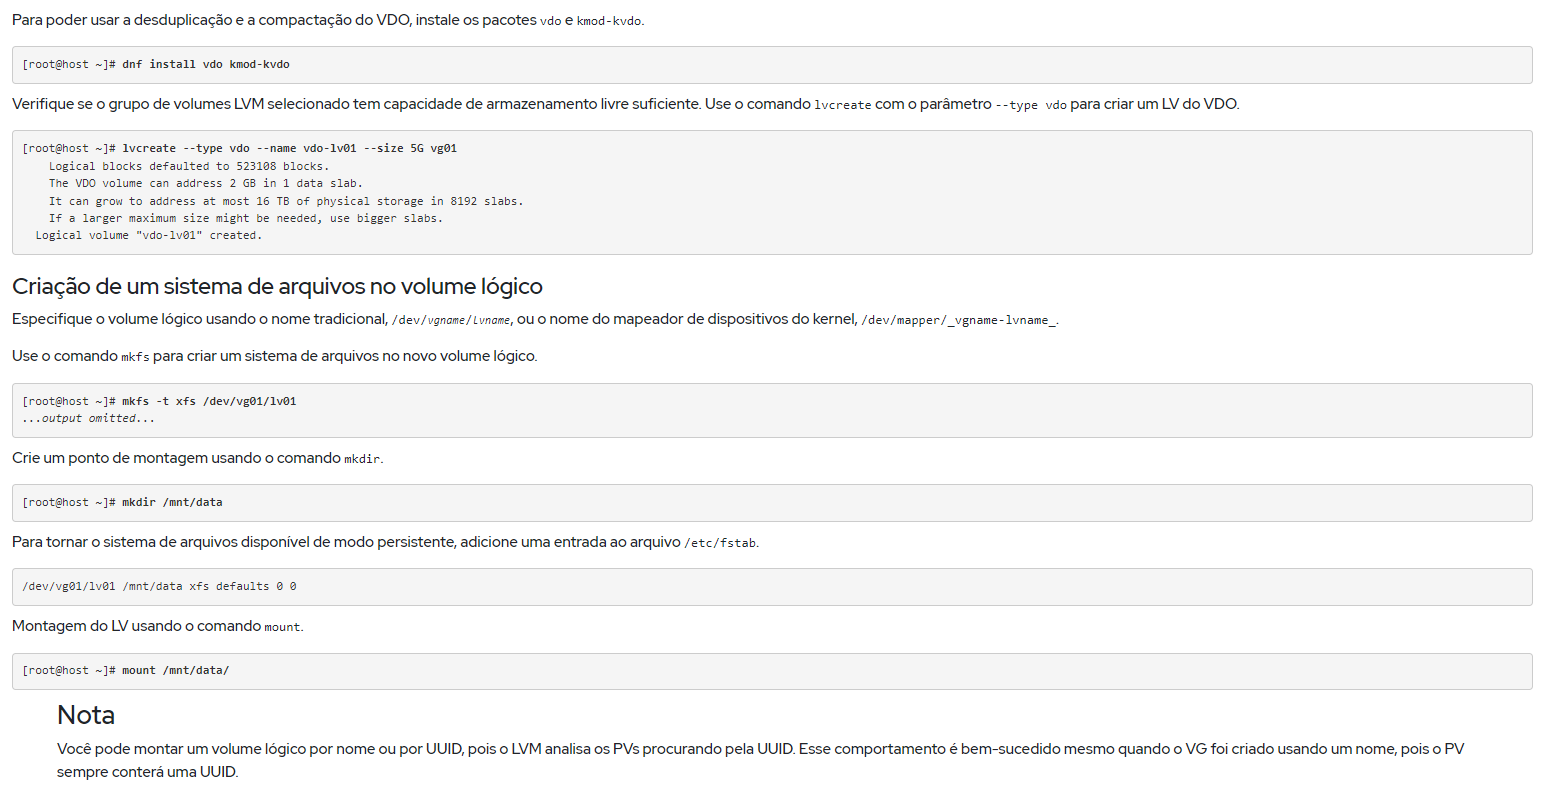 Para poder usar a desduplicação e a compactação do VDO, instale os pacotes vdo e kmod-kvdo.
[root@host ~]# dnf install vdo kmod-kvdo
Verifique se o grupo de volumes LVM selecionado tem capacidade de armazenamento livre suficiente. Use o comando lvcreate com o parâmetro --type vdo para criar um LV do VDO.
[root@host ~]# lvcreate --type vdo --name vdo-lv01 --size 5G vg01
    Logical blocks defaulted to 523108 blocks.
    The VDO volume can address 2 GB in 1 data slab.
    It can grow to address at most 16 TB of physical storage in 8192 slabs.
    If a larger maximum size might be needed, use bigger slabs.
  Logical volume "vdo-lv01" created.
Criação de um sistema de arquivos no volume lógico
Especifique o volume lógico usando o nome tradicional, /dev/vgname/lvname, ou o nome do mapeador de dispositivos do kernel, /dev/mapper/_vgname-lvname_.
Use o comando mkfs para criar um sistema de arquivos no novo volume lógico.
[root@host ~]# mkfs -t xfs /dev/vg01/lv01
...output omitted...
Crie um ponto de montagem usando o comando mkdir.
[root@host ~]# mkdir /mnt/data
Para tornar o sistema de arquivos disponível de modo persistente, adicione uma entrada ao arquivo /etc/fstab.
/dev/vg01/lv01 /mnt/data xfs defaults 0 0
Montagem do LV usando o comando mount.
[root@host ~]# mount /mnt/data/
Nota
Você pode montar um volume lógico por nome ou por UUID, pois o LVM analisa os PVs procurando pela UUID. Esse comportamento é bem-sucedido mesmo quando o VG foi criado usando um nome, pois o PV
sempre conterá uma UUID.